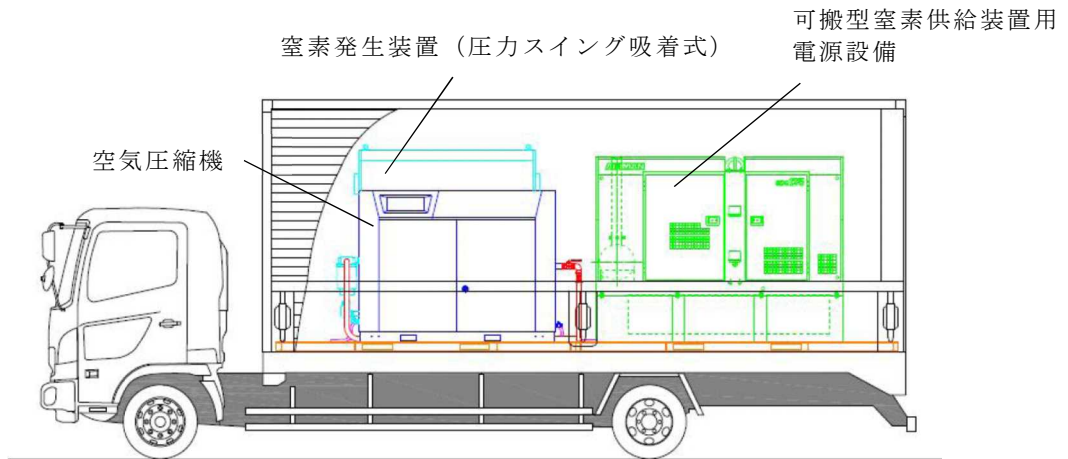 可搬型窒素供給装置用
電源設備
窒素発生装置（圧力スイング吸着式）
空気圧縮機